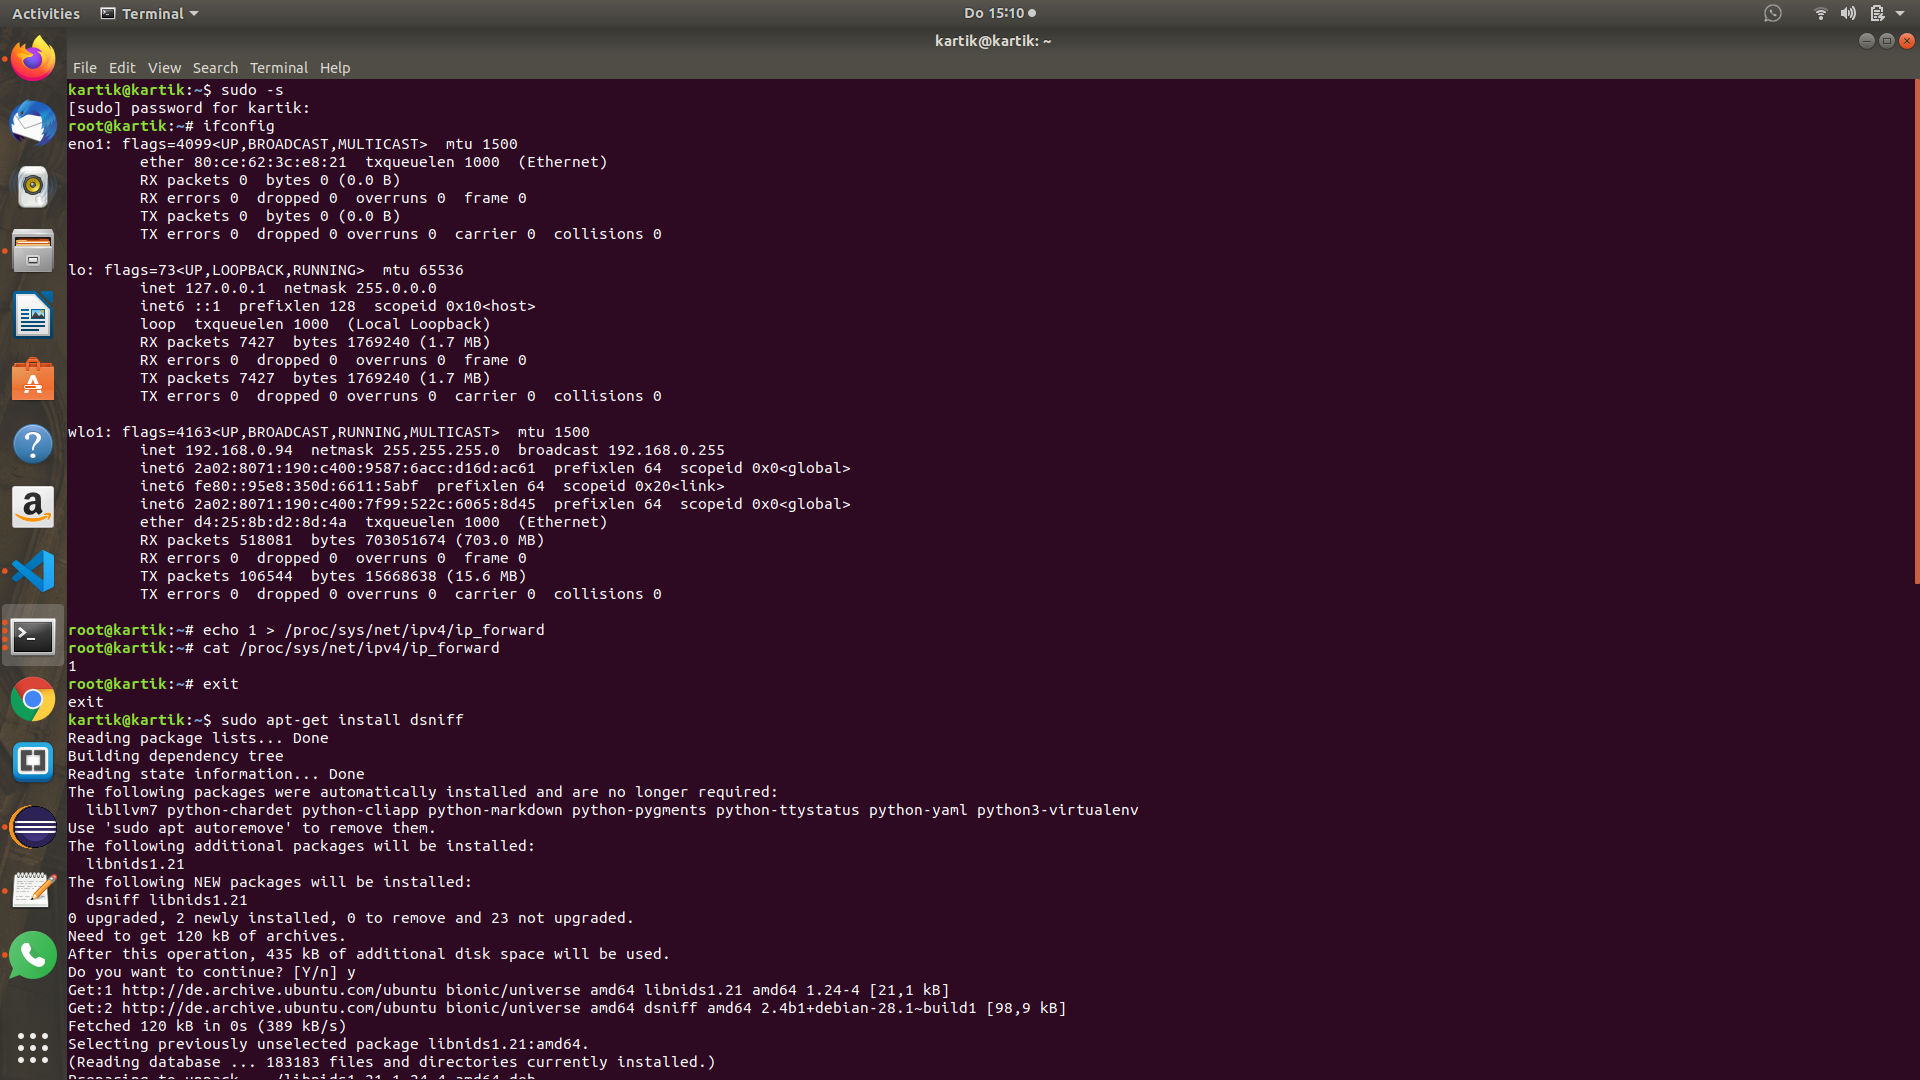 Activities Terminal Do 15:10
kartik@kartik: ~
File Edit View Search Terminal Help
kartik@kartik:~$ sudo -s
[sudo] password for kartik:
root@kartik:~# ifconfig
eno1: flags=4099<UP,BROADCAST,MULTICAST>  mtu 1500
        ether 80:ce:62:3c:e8:21  txqueuelen 1000  (Ethernet)
        RX packets 0  bytes 0 (0.0 B)
        RX errors 0  dropped 0  overruns 0  frame 0
        TX packets 0  bytes 0 (0.0 B)
        TX errors 0  dropped 0 overruns 0  carrier 0  collisions 0
lo: flags=73<UP,LOOPBACK,RUNNING>  mtu 65536
        inet 127.0.0.1  netmask 255.0.0.0
        inet6 ::1  prefixlen 128  scopeid 0x10<host>
        loop  txqueuelen 1000  (Local Loopback)
        RX packets 7427  bytes 1769240 (1.7 MB)
        RX errors 0  dropped 0  overruns 0  frame 0
        TX packets 7427  bytes 1769240 (1.7 MB)
        TX errors 0  dropped 0 overruns 0  carrier 0  collisions 0
wlo1: flags=4163<UP,BROADCAST,RUNNING,MULTICAST>  mtu 1500
        inet 192.168.0.94  netmask 255.255.255.0  broadcast 192.168.0.255
        inet6 2a02:8071:190:c400:9587:6acc:d16d:ac61  prefixlen 64  scopeid 0x0<global>
        inet6 fe80::95e8:350d:6611:5abf  prefixlen 64  scopeid 0x20<link>
        inet6 2a02:8071:190:c400:7f99:522c:6065:8d45  prefixlen 64  scopeid 0x0<global>
        ether d4:25:8b:d2:8d:4a  txqueuelen 1000  (Ethernet)
        RX packets 518081  bytes 703051674 (703.0 MB)
        RX errors 0  dropped 0  overruns 0  frame 0
        TX packets 106544  bytes 15668638 (15.6 MB)
        TX errors 0  dropped 0 overruns 0  carrier 0  collisions 0
root@kartik:~# echo 1 > /proc/sys/net/ipv4/ip_forward
root@kartik:~# cat /proc/sys/net/ipv4/ip_forward
1
root@kartik:~# exit
exit
kartik@kartik:~$ sudo apt-get install dsniff
Reading package lists... Done
Building dependency tree
Reading state information... Done
The following packages were automatically installed and are no longer required:
  libllvm7 python-chardet python-cliapp python-markdown python-pygments python-ttystatus python-yaml python3-virtualenv
Use 'sudo apt autoremove' to remove them.
The following additional packages will be installed:
  libnids1.21
The following NEW packages will be installed:
  dsniff libnids1.21
0 upgraded, 2 newly installed, 0 to remove and 23 not upgraded.
Need to get 120 kB of archives.
After this operation, 435 kB of additional disk space will be used.
Do you want to continue? [Y/n] y
Get:1 http://de.archive.ubuntu.com/ubuntu bionic/universe amd64 libnids1.21 amd64 1.24-4 [21,1 kB]
Get:2 http://de.archive.ubuntu.com/ubuntu bionic/universe amd64 dsniff amd64 2.4b1+debian-28.1~build1 [98,9 kB]
Fetched 120 kB in 0s (389 kB/s)
Selecting previously unselected package libnids1.21:amd64.
(Reading database ... 183183 files and directories currently installed.)
Preparing to unpack .../libnids1.21_1.24-4_amd64.deb ...